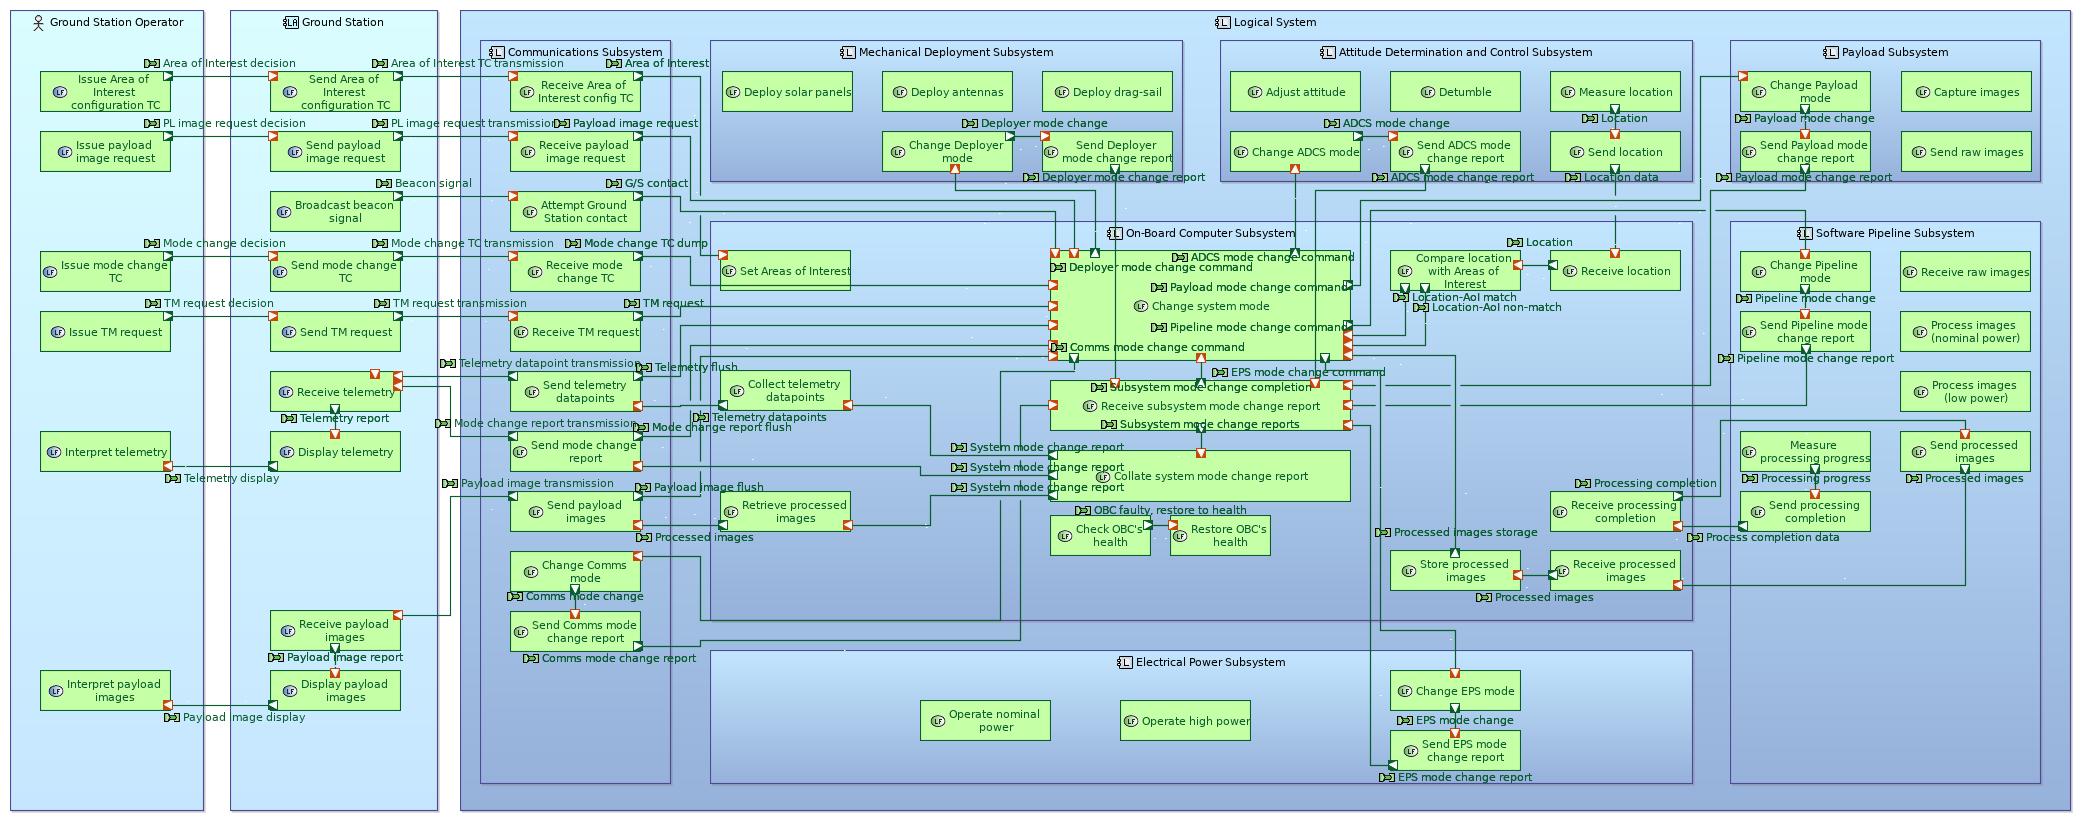 Ground Station Operator
Area of Interest decision
Issue Area of
Interest
configuration TC
PL image request decision
Issue payload
image request
Mode change decision
Issue mode change
TC
TM request decision
Issue TM request
Interpret telemetry
Telemetry display
Interpret payload
images
Payload image display
Ground Station
Area of Interest TC transmission
Send Area of
Interest
configuration TC
PL image request transmission
Send payload
image request
Beacon signal
Broadcast beacon
signal
Mode change TC transmission
Send mode change
TC
TM request transmission
Send TM request
Telemetry datapoint transmission
Receive telemetry
Telemetry report
Mode change report transmission
Display telemetry
Payload image transmission
Receive payload
images
Payload image report
Display payload
images
Logical System
Communications Subsystem
Area of Interest
Receive Area of
Interest config TC
Payload image request
Receive payload
image request
G/S contact
Attempt Ground
Station contact
Mode change TC dump
Receive mode
change TC
TM request
Receive TM request
Telemetry flush
Send telemetry
datapoints
Telemetry datapoints
Mode change report flush
Send mode change
report
Payload image flush
Send payload
images
Processed images
Change Comms
mode
Comms mode change
Send Comms mode
change report
Comms mode change report
Mechanical Deployment Subsystem
Deploy solar panels
Deploy antennas
Deploy drag-sail
Deployer mode change
Change Deployer
mode
Send Deployer
mode change report
Deployer mode change report
Attitude Determination and Control Subsystem
Adjust attitude
Detumble
Measure location
Location
ADCS mode change
Change ADCS mode
Send ADCS mode
change report
Send location
ADCS mode change report
Location data
Payload Subsystem
Change Payload
mode
Capture images
Payload mode change
Send Payload mode
change report
Send raw images
Payload mode change report
On-Board Computer Subsystem
Set Areas of Interest
ADCS mode change command
Deployer mode change command
Payload mode change command
Change system mode
Pipeline mode change command
Comms mode change command
EPS mode change command
Location
Compare location
with Areas of
Interest
Receive location
Location-AoI match
Location-AoI non-match
Collect telemetry
datapoints
Subsystem mode change completion
Receive subsystem mode change report
Subsystem mode change reports
System mode change report
System mode change report
Collate system mode change report
System mode change report
Retrieve processed
images
OBC faulty, restore to health
Check OBC's
health
Restore OBC's
health
Processing completion
Receive processing
completion
Processed images storage
Store processed
images
Receive processed
images
Processed images
Software Pipeline Subsystem
Change Pipeline
mode
Receive raw images
Pipeline mode change
Send Pipeline mode
change report
Process images
(nominal power)
Pipeline mode change report
Process images
(low power)
Measure
processing progress
Send processed
images
Processing progress
Processed images
Send processing
completion
Process completion data
Electrical Power Subsystem
Operate nominal
power
Operate high power
Change EPS mode
EPS mode change
Send EPS mode
change report
EPS mode change report